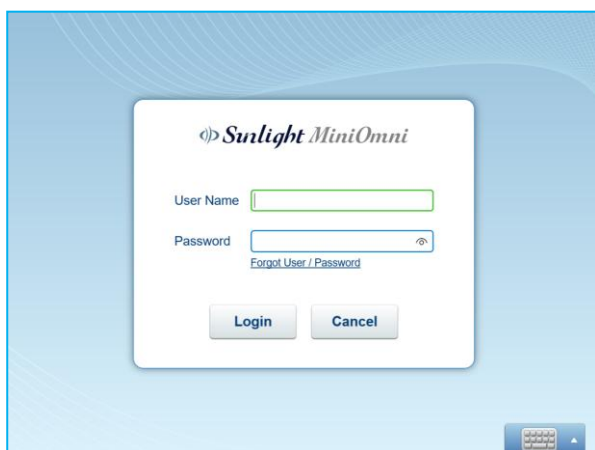 Sunlight MiniOmni
User Name
Password
Forgot User / Password
Login Cancel